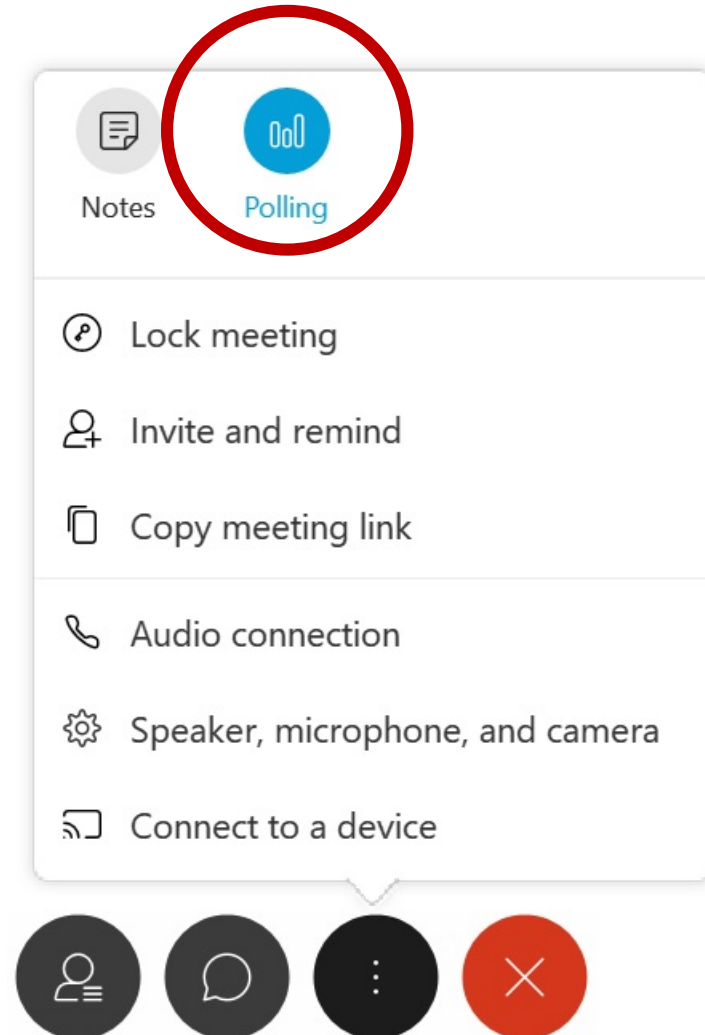 Notes
Polling
Lock meeting
Invite and remind
Copy meeting link
Audio connection
Speaker, microphone, and camera
Connect to a device